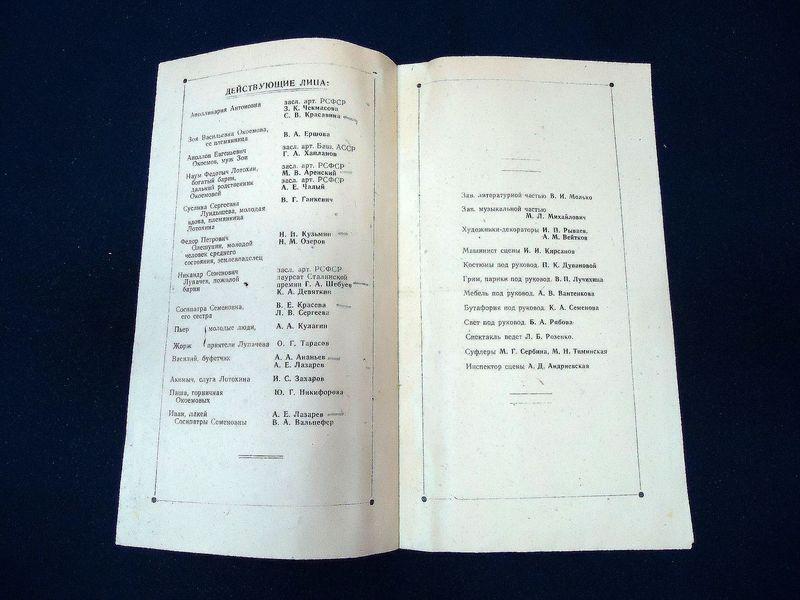 ДЕЙСТВУЮЩИЕ ЛИЦА:
Аполлинария Антоновна
засл. арт. РСФСР
З. К. Чекмасова
С. В. Красавина
Зоя Васильевна Окоемова,
ее племянница
В. А. Ершова
Аполлон Евгеньевич
Окоемов, муж Зои
засл. арт. Баш. АССР
Г. А. Хайланов
Наум Федотыч Лотохин,
богатый барин,
дальний родственник
Окоемовой
засл. арт. РСФСР
М. В. Аренский
засл. арт. РСФСР
А. Е. Чалый
Сусанна Сергеевна
Лундышева, молодая
вдова, племянница
Лотохина
В. Г. Ганкевич
Федор Петрович
Олешунин, молодой
человек среднего
состояния, землевладелец
Н. Н. Кузьмин
Н. М. Озеров
Никандр Семенович
Лупачев, пожилой
барин
засл. арт. РСФСР
лауреат Сталинской
премии Г. А. Шебуев
К. А. Девяткин
Сосипатра Семеновна,
его сестра
В. Е. Красева
Л. В. Сергеева
Пьер молодые люди,
А. А. Кулагин
Жорж приятели Лупачева
О. Г. Тарасов
Василий, буфетчик
А. А. Ананьев
А. Е. Лазарев
Акимыч, слуга Лотохина
И. С. Захаров
Паша, горничная
Окоемовых
Ю. Г. Никифорова
Иван, лакей
Сосипатры Семеновны
А. Е. Лазарев
В. А. Вальнефер
Зав. литературной частью В. И. Молько
Зав. музыкальной частью
М. Л. Михайлович
Художники-декораторы И. П. Рываев,
А. М. Вейтков
Машинист сцены И. И. Кирсанов
Костюмы под руковод. П. К. Дувановой
Грим, парики под руковод. В. П. Лучихина
Мебель под руковод. А. В. Вантенкова
Бутафория под руковод. К. А. Семенова
Свет под руковод. Б. А. Рябова
Спектакль ведет Л. Б. Розенко.
Суфлеры М. Г. Сербина, М. Н. Тиминская
Инспектор сцены А. Д. Андриевская